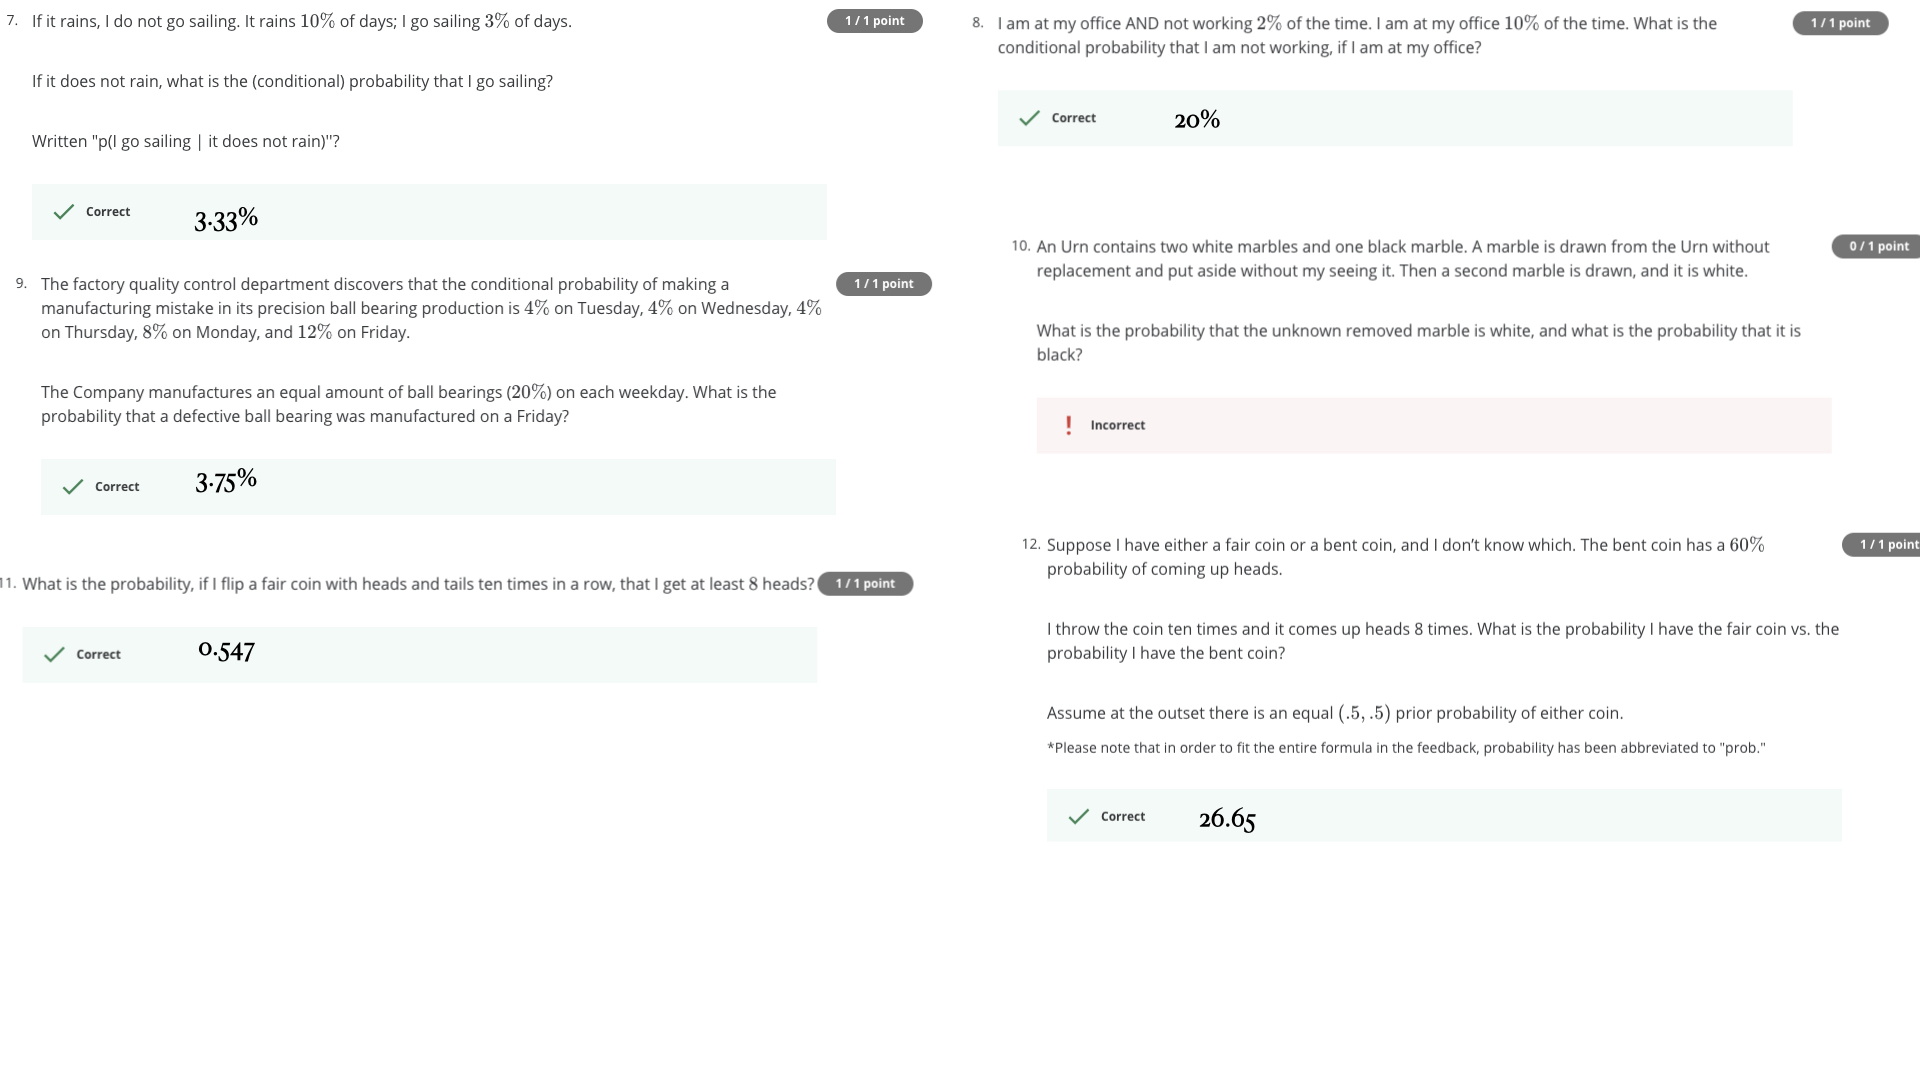 7. If it rains, I do not go sailing. It rains 10% of days; I go sailing 3% of days.
1 / 1 point
If it does not rain, what is the (conditional) probability that I go sailing?
Written "p(I go sailing | it does not rain)"?
Correct 3.33%
8. I am at my office AND not working 2% of the time. I am at my office 10% of the time. What is the
1 / 1 point
conditional probability that I am not working, if I am at my office?
Correct 20%
9. The factory quality control department discovers that the conditional probability of making a
1 / 1 point
manufacturing mistake in its precision ball bearing production is 4% on Tuesday, 4% on Wednesday, 4%
on Thursday, 8% on Monday, and 12% on Friday.
The Company manufactures an equal amount of ball bearings (20%) on each weekday. What is the
probability that a defective ball bearing was manufactured on a Friday?
Correct 3.75%
10. An Urn contains two white marbles and one black marble. A marble is drawn from the Urn without
0 / 1 point
replacement and put aside without my seeing it. Then a second marble is drawn, and it is white.
What is the probability that the unknown removed marble is white, and what is the probability that it is
black?
! Incorrect
11. What is the probability, if I flip a fair coin with heads and tails ten times in a row, that I get at least 8 heads?
1 / 1 point
Correct 0.547
12. Suppose I have either a fair coin or a bent coin, and I don’t know which. The bent coin has a 60%
1 / 1 point
probability of coming up heads.
I throw the coin ten times and it comes up heads 8 times. What is the probability I have the fair coin vs. the
probability I have the bent coin?
Assume at the outset there is an equal (.5, .5) prior probability of either coin.
*Please note that in order to fit the entire formula in the feedback, probability has been abbreviated to "prob."
Correct 26.65